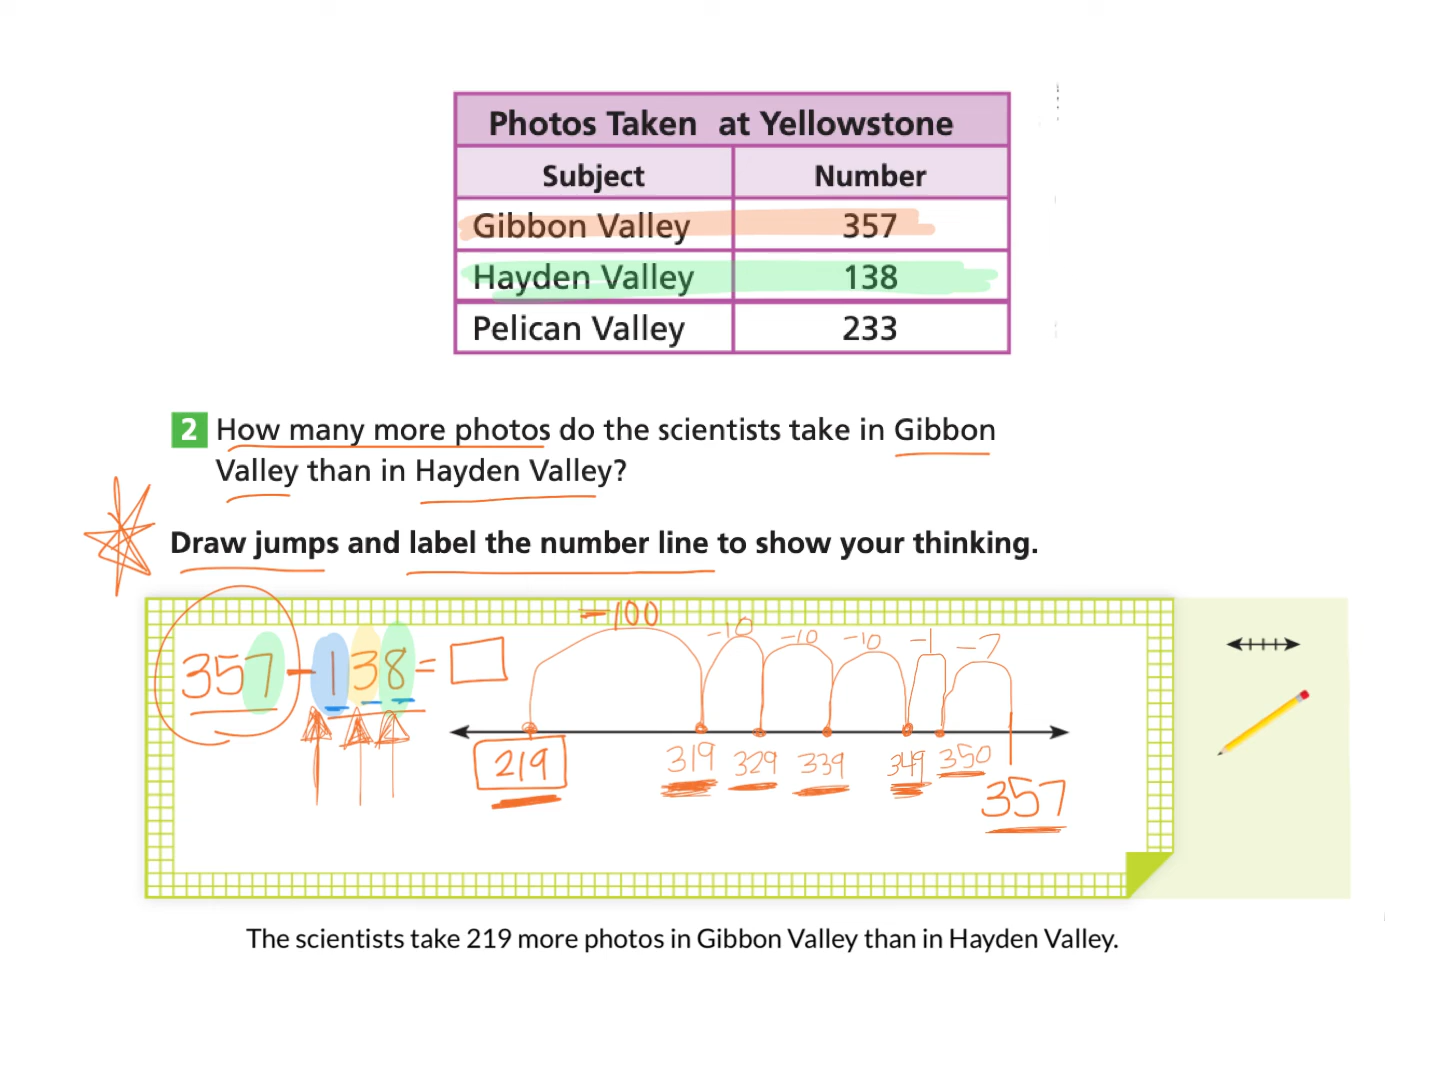 Photos Taken at Yellowstone
Subject Number
Gibbon Valley 357
Hayden Valley 138
Pelican Valley 233
2 How many more photos do the scientists take in Gibbon
Valley than in Hayden Valley?
Draw jumps and label the number line to show your thinking.
-100 -10 -10 -10 -1 -7
357 - 138 =
219 319 329 339 349 350 357
The scientists take 219 more photos in Gibbon Valley than in Hayden Valley.